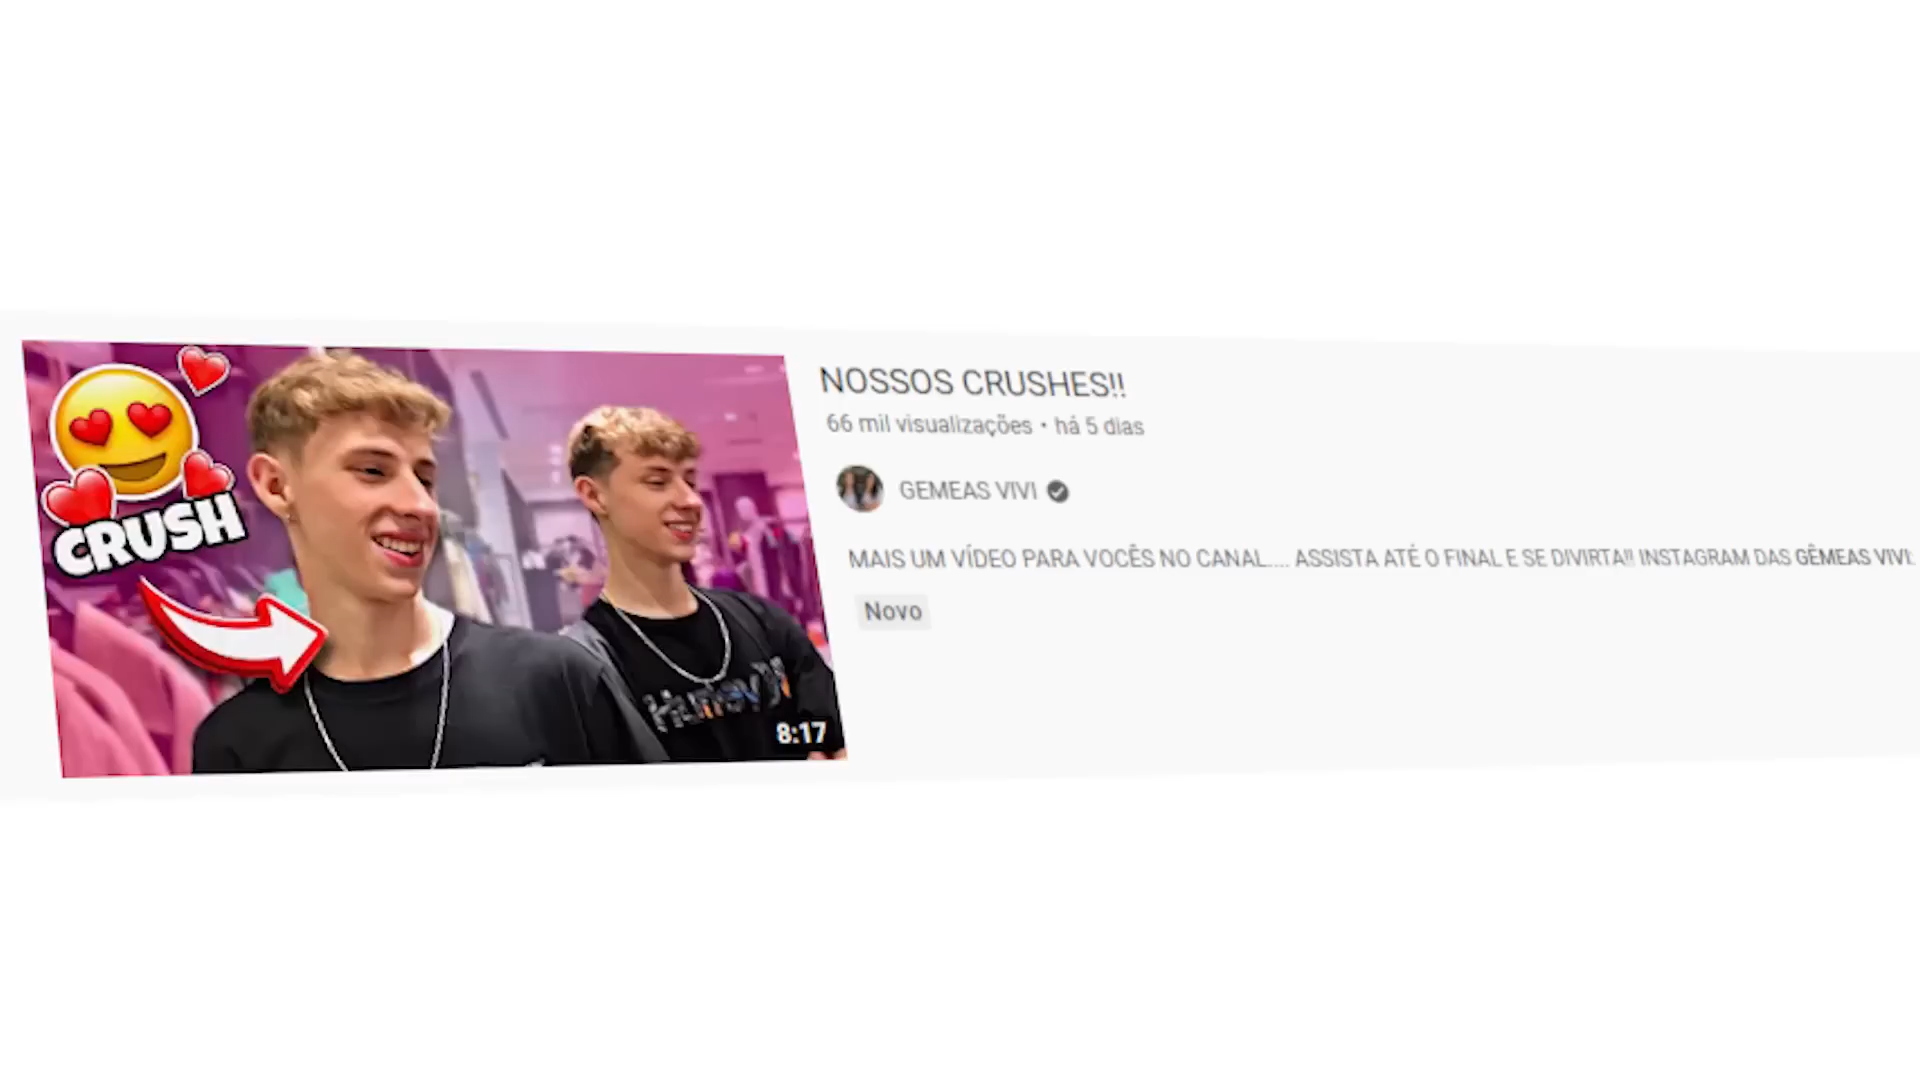 CRUSH
Hurley
8:17
NOSSOS CRUSHES!!
66 mil visualizações • há 5 dias
GEMEAS VIVI
MAIS UM VÍDEO PARA VOCÊS NO CANAL.... ASSISTA ATÉ O FINAL E SE DIVIRTA!! INSTAGRAM DAS GÊMEAS VIVI:
Novo